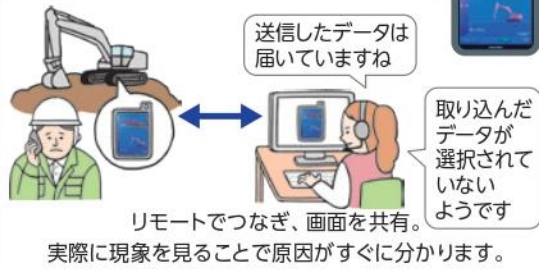 送信したデータは
届いていますね
取り込んだ
データが
選択されて
いない
ようです
リモートでつなぎ、画面を共有。
実際に現象を見ることで原因がすぐに分かります。